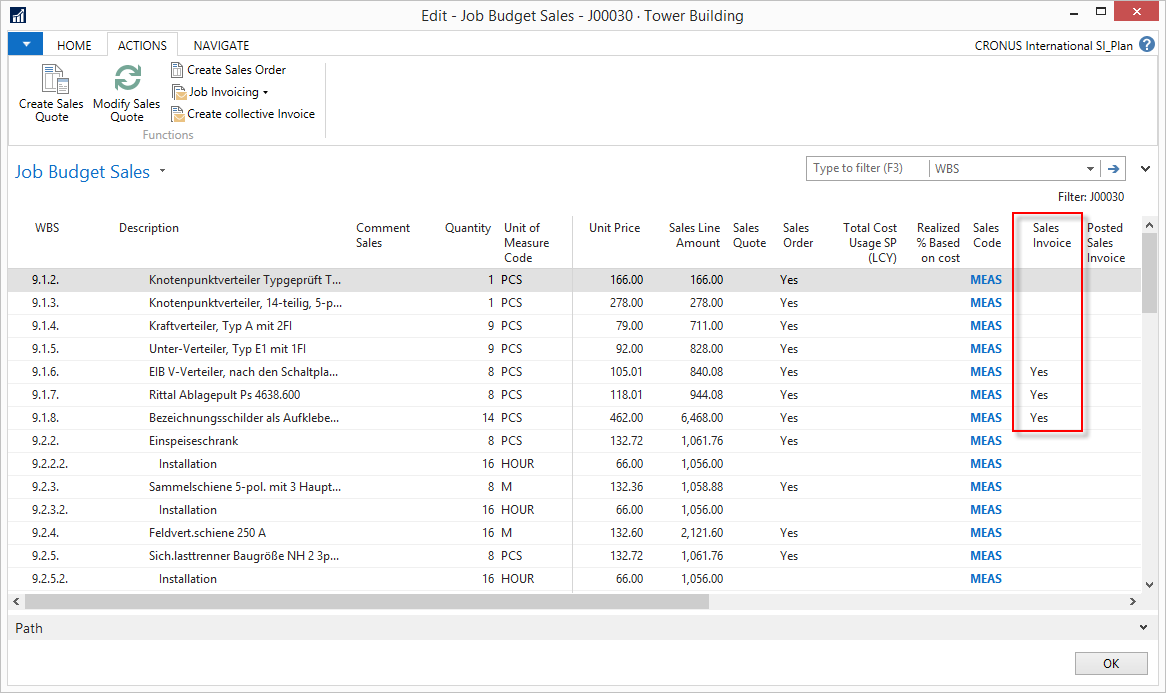 Edit - Job Budget Sales - J00030 · Tower Building
HOME ACTIONS NAVIGATE CRONUS International SI_Plan ?
Create Sales Quote
Modify Sales Quote
Create Sales Order
Job Invoicing
Create collective Invoice
Functions
Job Budget Sales
Type to filter (F3) WBS
Filter: J00030
WBS Description Comment Sales Quantity Unit of Measure Code Unit Price Sales Line Amount Sales Quote Sales Order Total Cost Usage SP (LCY) Realized % Based on cost Sales Code Sales Invoice Posted Sales Invoice
9.1.2. Knotenpunktverteiler Typgeprüft T... 1 PCS 166.00 166.00 Yes MEAS
9.1.3. Knotenpunktverteiler, 14-teilig, 5-p... 1 PCS 278.00 278.00 Yes MEAS
9.1.4. Kraftverteiler, Typ A mit 2FI 9 PCS 79.00 711.00 Yes MEAS
9.1.5. Unter-Verteiler, Typ E1 mit 1FI 9 PCS 92.00 828.00 Yes MEAS
9.1.6. EIB V-Verteiler, nach den Schaltpla... 8 PCS 105.01 840.08 Yes MEAS Yes
9.1.7. Rittal Ablagepult Ps 4638.600 8 PCS 118.01 944.08 Yes MEAS Yes
9.1.8. Bezeichnungsschilder als Aufklebe... 14 PCS 462.00 6,468.00 Yes MEAS Yes
9.2.2. Einspeiseschrank 8 PCS 132.72 1,061.76 Yes MEAS
9.2.2.2. Installation 16 HOUR 66.00 1,056.00 MEAS
9.2.3. Sammelschiene 5-pol. mit 3 Haupt... 8 M 132.36 1,058.88 Yes MEAS
9.2.3.2. Installation 16 HOUR 66.00 1,056.00 MEAS
9.2.4. Feldvert.schiene 250 A 16 M 132.60 2,121.60 Yes MEAS
9.2.5. Sich.lasttrenner Baugröße NH 2 3p... 8 PCS 132.72 1,061.76 Yes MEAS
9.2.5.2. Installation 16 HOUR 66.00 1,056.00 MEAS
Path
OK